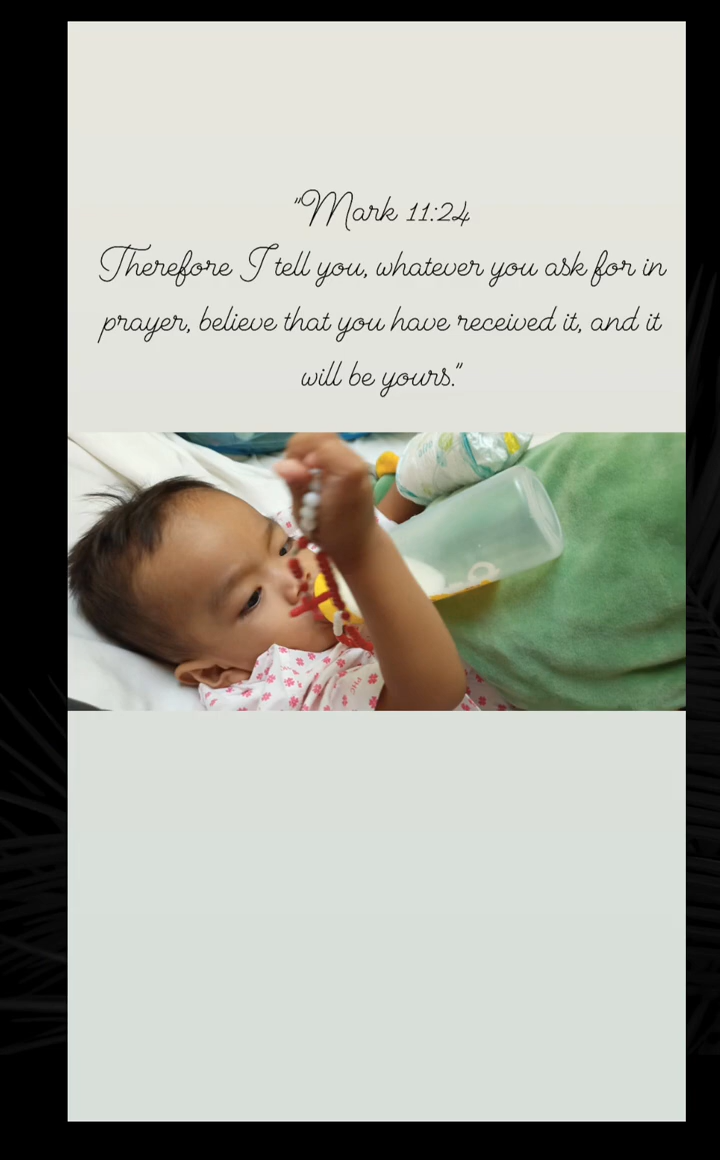 "Mark 11:24
Therefore I tell you, whatever you ask for in
prayer, believe that you have received it, and it
will be yours."